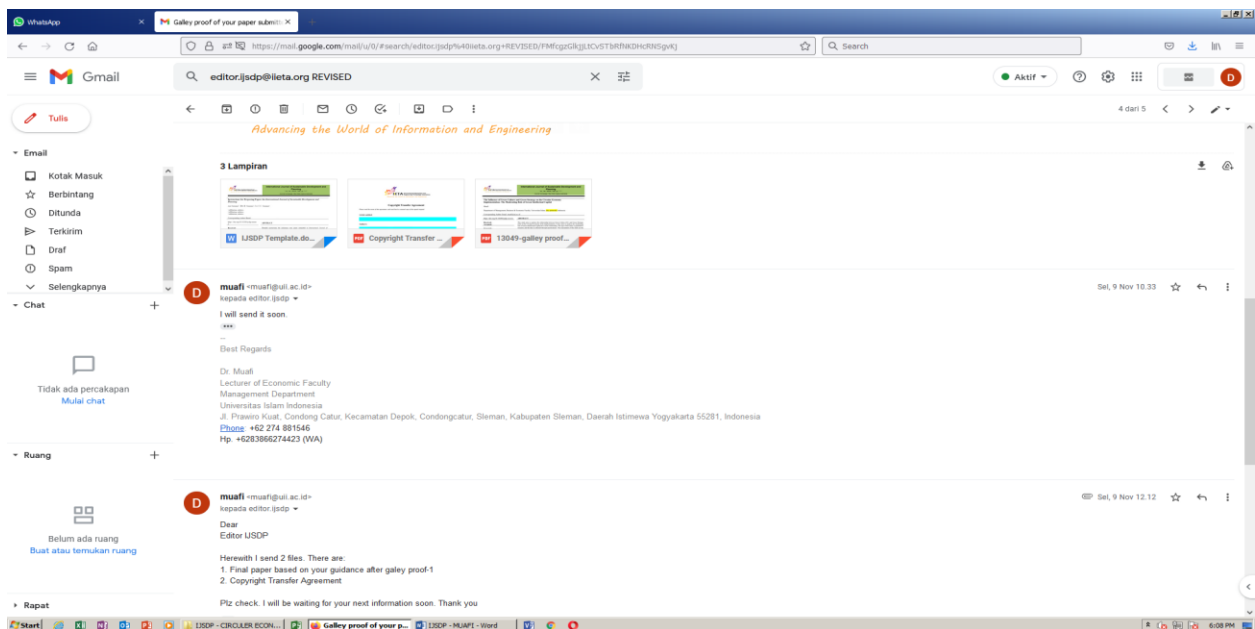 WhatsApp
Galley proof of your paper submitt
https://mail.google.com/mail/u/0/#search/editor.ijsdp%40iieta.org+REVISED/
Search
Gmail
editor.ijsdp@iieta.org REVISED
Aktif
D
Tulis
4 dari 5
Advancing the World of Information and Engineering
Email
Kotak Masuk
Berbintang
Ditunda
Terkirim
Draf
Spam
Selengkapnya
3 Lampiran
IJSDP Template.do...
Copyright Transfer ...
13049-galley proof...
Chat
Tidak ada percakapan
Mulai chat
D
muafi <muafi@uii.ac.id>
Sel, 9 Nov 10.33
kepada editor.ijsdp
I will send it soon.
...
--
Best Regards
Dr. Muafi
Lecturer of Economic Faculty
Management Department
Universitas Islam Indonesia
Jl. Prawiro Kuat, Condong Catur, Kecamatan Depok, Condongcatur, Sleman, Kabupaten Sleman, Daerah Istimewa Yogyakarta 55281, Indonesia
Phone: +62 274 881546
Hp. +6283866274423 (WA)
Ruang
Belum ada ruang
Buat atau temukan ruang
Rapat
D
muafi <muafi@uii.ac.id>
Sel, 9 Nov 12.12
kepada editor.ijsdp
Dear
Editor IJSDP
Herewith I send 2 files. There are:
1. Final paper based on your guidance after galey proof-1
2. Copyright Transfer Agreement
Plz check. I will be waiting for your next information soon. Thank you
Start
IJSDP - CIRCULER ECON...
Galley proof of your p...
IJSDP - MUAFI - Word
6:08 PM